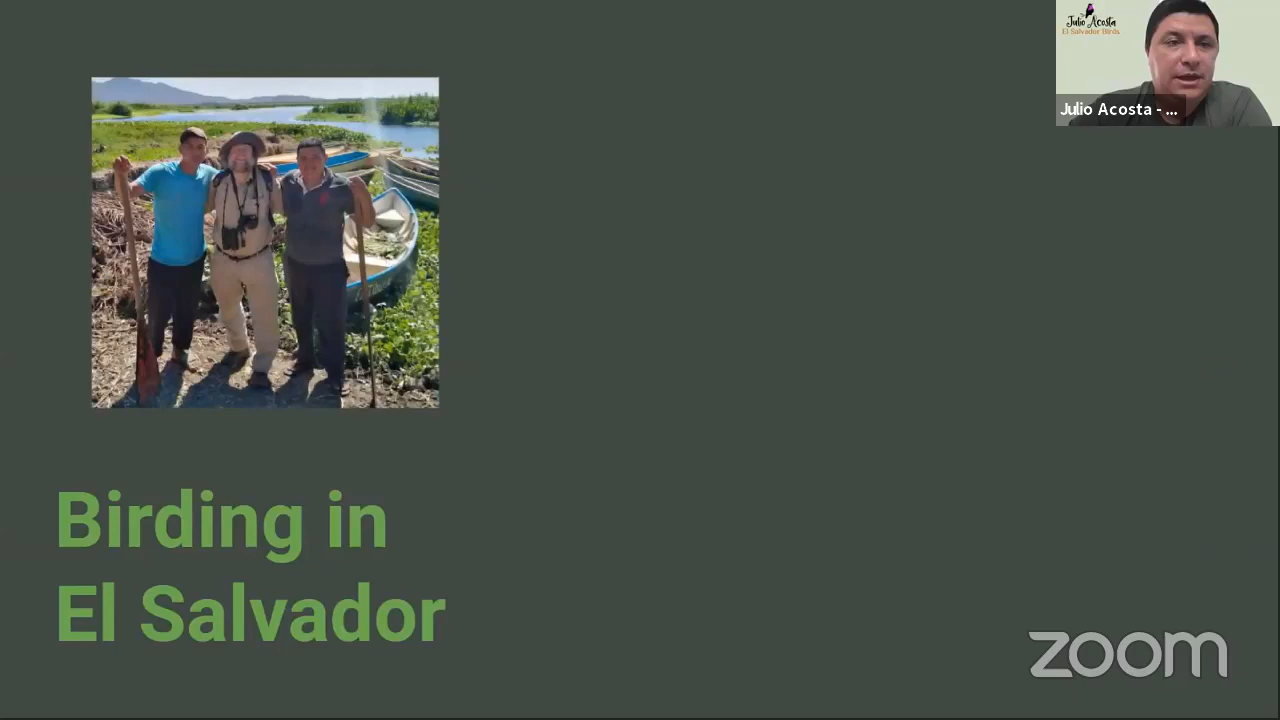 Julio Acosta
El Salvador Birds
Julio Acosta - ...
Birding in
El Salvador
zoom